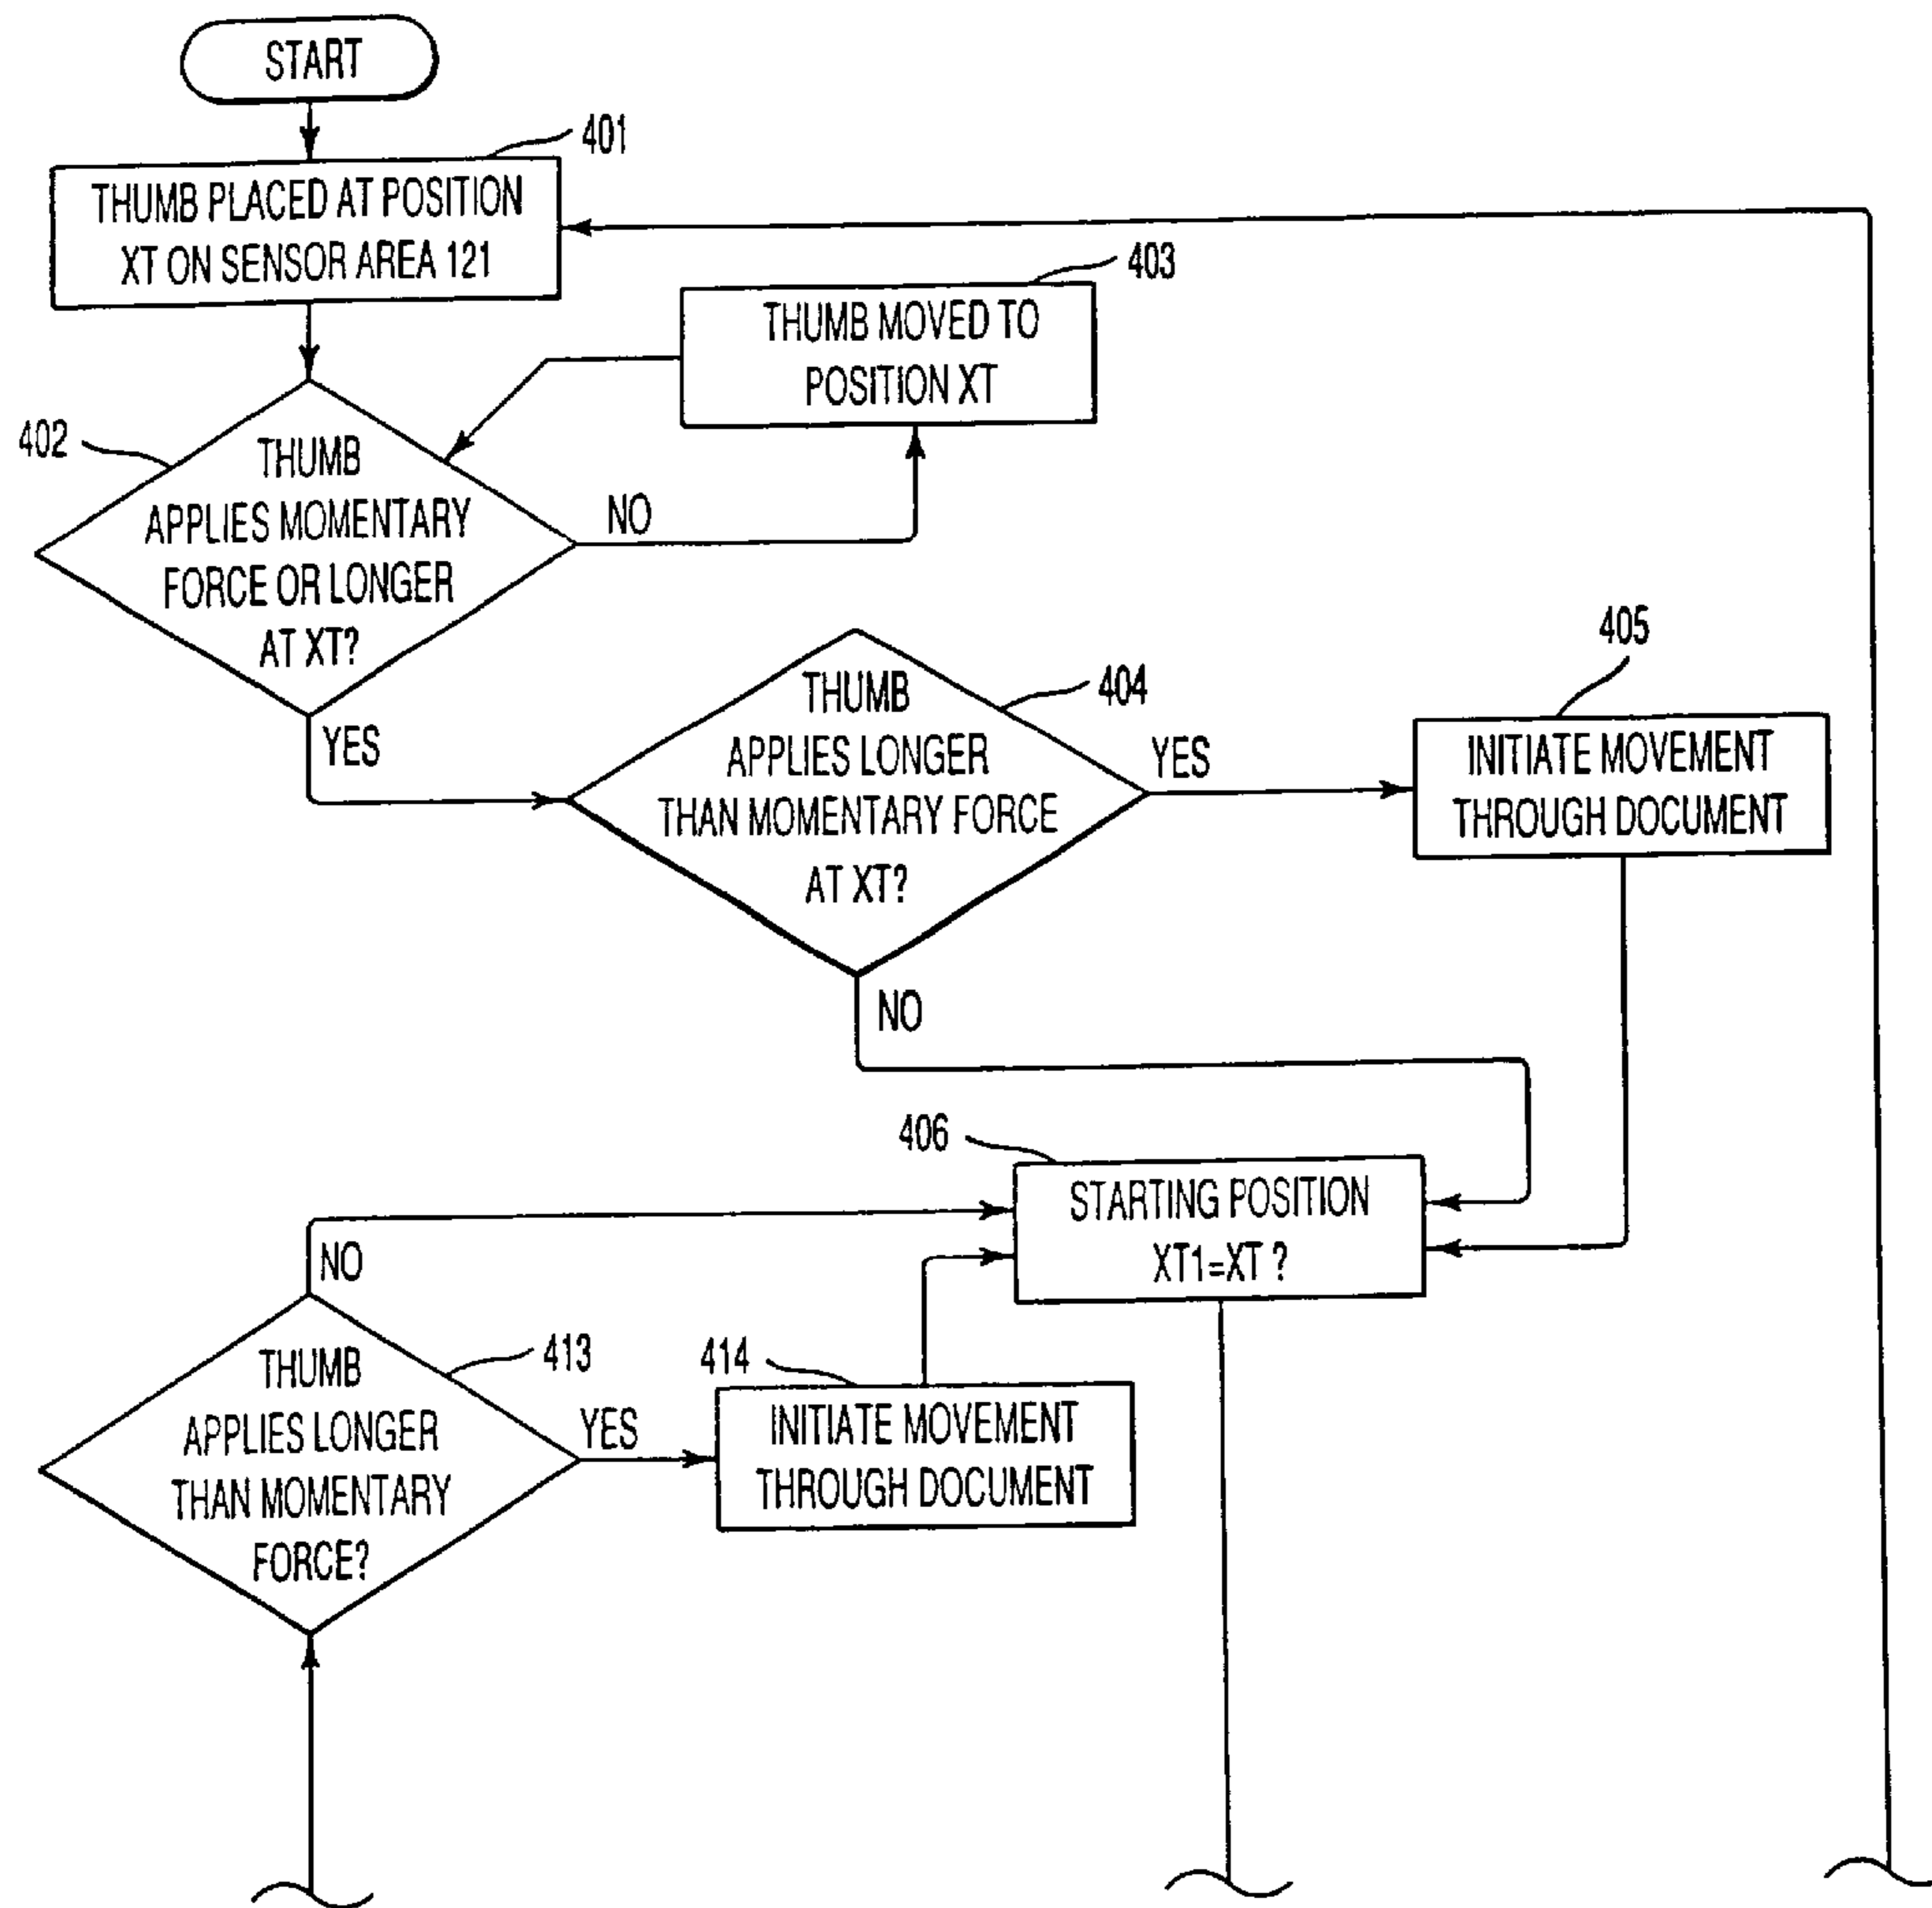 START
401
THUMB PLACED AT POSITION
XT ON SENSOR AREA 121
403
THUMB MOVED TO
POSITION XT
402
THUMB
APPLIES MOMENTARY
FORCE OR LONGER
AT XT?
NO
YES
404
THUMB
APPLIES LONGER
THAN MOMENTARY FORCE
AT XT?
YES
405
INITIATE MOVEMENT
THROUGH DOCUMENT
NO
406
STARTING POSITION
XT1=XT ?
NO
413
THUMB
APPLIES LONGER
THAN MOMENTARY
FORCE?
YES
414
INITIATE MOVEMENT
THROUGH DOCUMENT